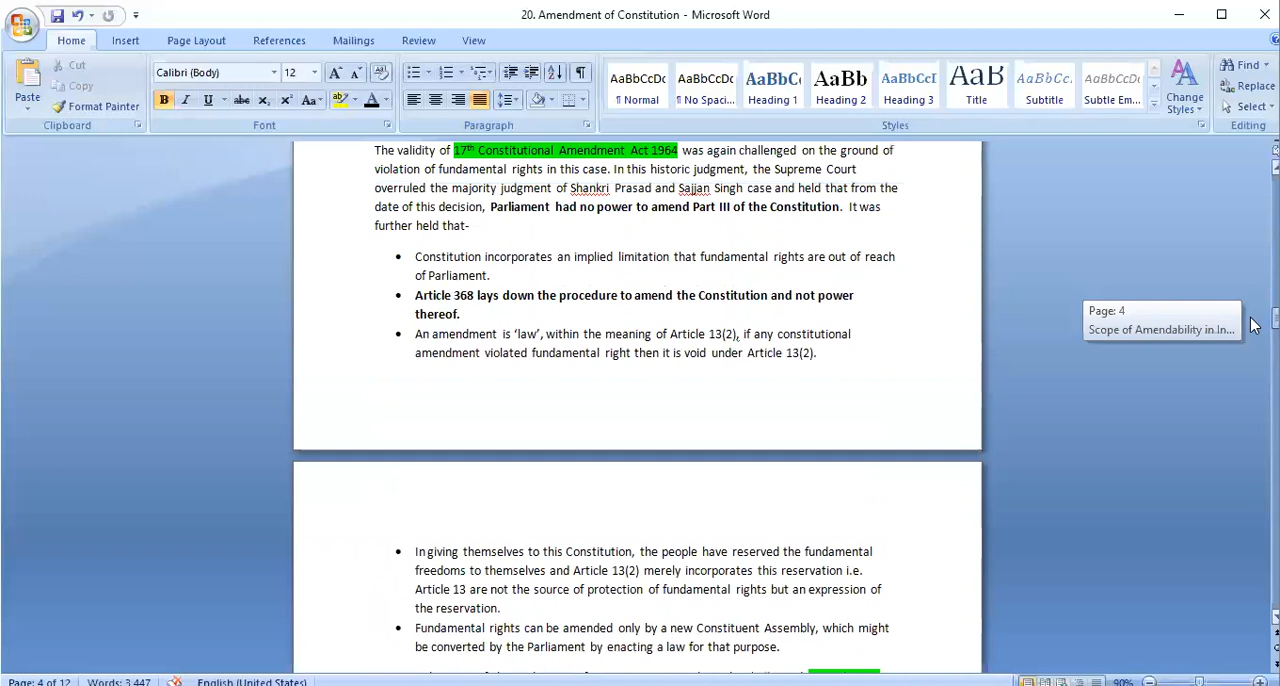 20. Amendment of Constitution - Microsoft Word
Home Insert Page Layout References Mailings Review View
Paste
Cut
Copy
Format Painter
Clipboard
Calibri (Body) 12
Font
Paragraph
AaBbCcDc AaBbCcDc AaBbC AaBb AaBbCcI AaB AaBbCc. AaBbCcDc
¶ Normal ¶ No Spaci... Heading 1 Heading 2 Heading 3 Title Subtitle Subtle Em...
Change Styles
Styles
Find
Replace
Select
Editing
The validity of 17th Constitutional Amendment Act 1964 was again challenged on the ground of
violation of fundamental rights in this case. In this historic judgment, the Supreme Court
overruled the majority judgment of Shankri Prasad and Sajjan Singh case and held that from the
date of this decision, Parliament had no power to amend Part III of the Constitution. It was
further held that-
• Constitution incorporates an implied limitation that fundamental rights are out of reach
of Parliament.
• Article 368 lays down the procedure to amend the Constitution and not power
thereof.
• An amendment is ‘law’, within the meaning of Article 13(2), if any constitutional
amendment violated fundamental right then it is void under Article 13(2).
Page: 4
Scope of Amendability in In...
• In giving themselves to this Constitution, the people have reserved the fundamental
freedoms to themselves and Article 13(2) merely incorporates this reservation i.e.
Article 13 are not the source of protection of fundamental rights but an expression of
the reservation.
• Fundamental rights can be amended only by a new Constituent Assembly, which might
be converted by the Parliament by enacting a law for that purpose.
Page: 4 of 12 Words: 3,447 English (United States) 90%